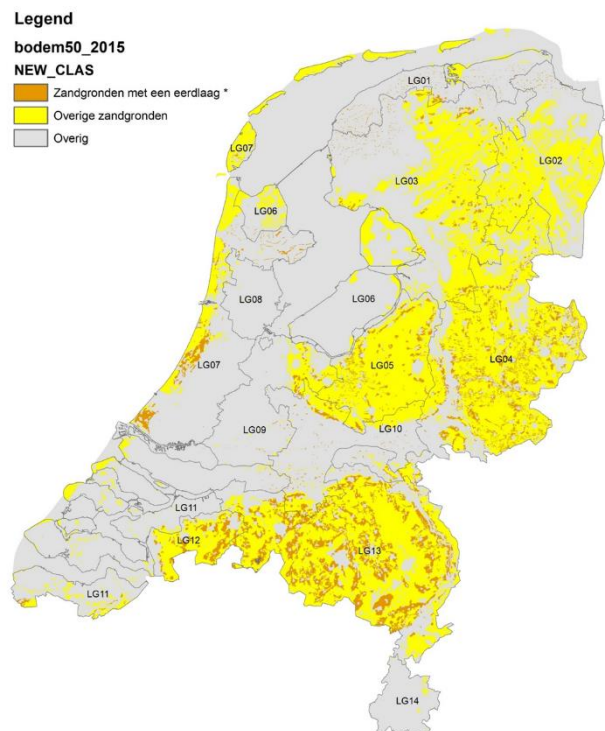 Legend
bodem50_2015
NEW_CLAS
Zandgronden met een eerdlaag *
Overige zandgronden
Overig
LG01
LG07
LG02
LG03
LG06
LG08
LG06
LG04
LG07
LG05
LG10
LG09
LG11
LG12
LG13
LG11
LG14